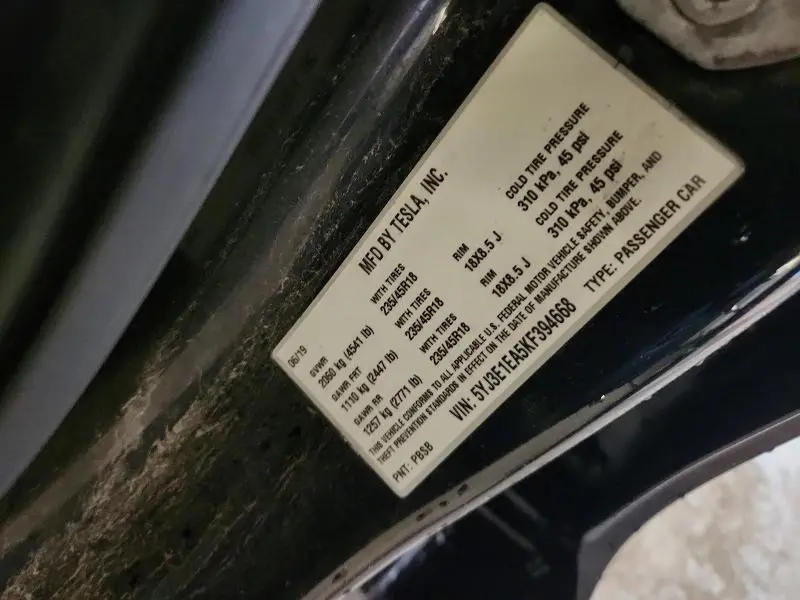 MFD BY TESLA, INC.
06/19
GVWR
2060 kg (4541 lb)
WITH TIRES
235/45R18
RIM
18X8.5 J
COLD TIRE PRESSURE
310 kPa, 45 psi
GAWR FRT
1110 kg (2447 lb)
WITH TIRES
235/45R18
RIM
18X8.5 J
COLD TIRE PRESSURE
310 kPa, 45 psi
GAWR RR
1257 kg (2771 lb)
WITH TIRES
235/45R18
THIS VEHICLE CONFORMS TO ALL APPLICABLE U.S. FEDERAL MOTOR VEHICLE SAFETY, BUMPER, AND
THEFT PREVENTION STANDARDS IN EFFECT ON THE DATE OF MANUFACTURE SHOWN ABOVE.
VIN: 5YJ3E1EA5KF394668 TYPE: PASSENGER CAR
PNT: PBSB